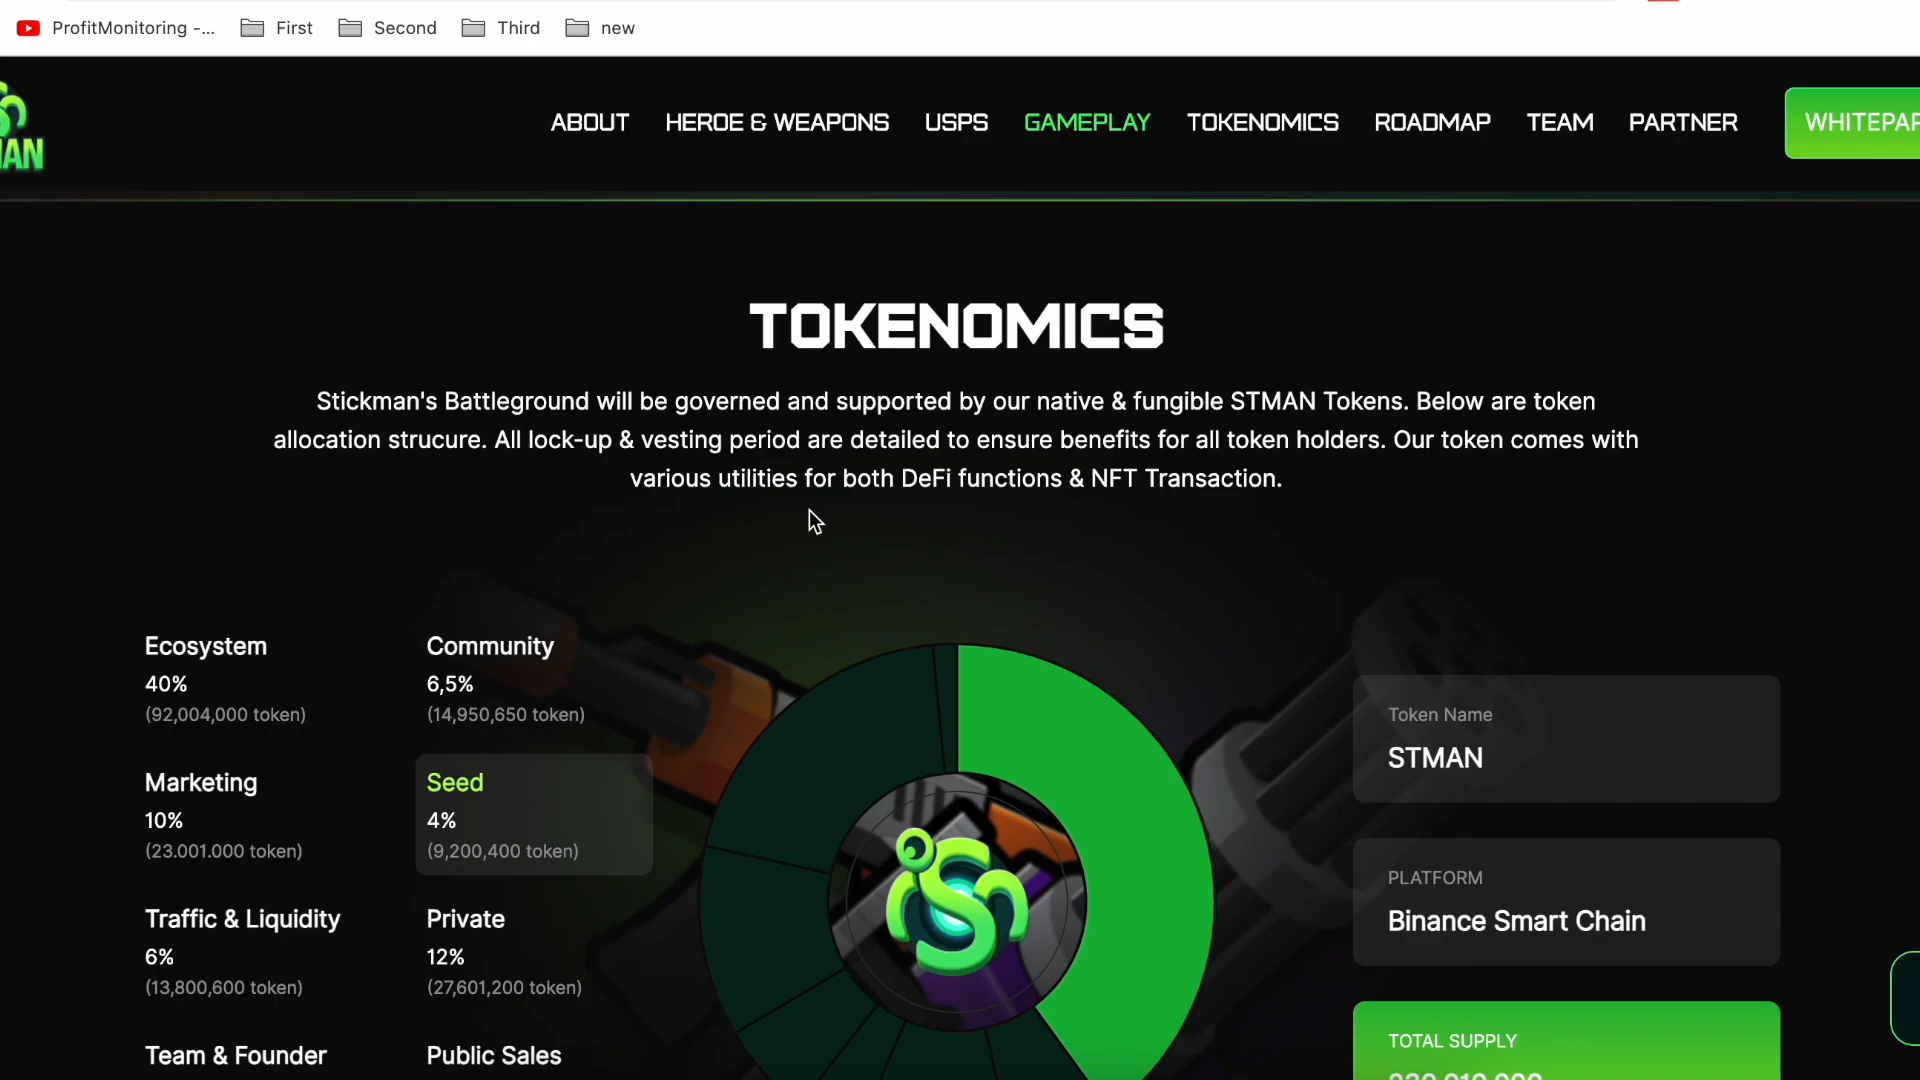 ProfitMonitoring -...
First
Second
Third
new
MAN
ABOUT
HEROE & WEAPONS
USPS
GAMEPLAY
TOKENOMICS
ROADMAP
TEAM
PARTNER
WHITEPAP
TOKENOMICS
Stickman's Battleground will be governed and supported by our native & fungible STMAN Tokens. Below are token
allocation strucure. All lock-up & vesting period are detailed to ensure benefits for all token holders. Our token comes with
various utilities for both DeFi functions & NFT Transaction.
Ecosystem
40%
(92,004,000 token)
Community
6,5%
(14,950,650 token)
Marketing
10%
(23.001.000 token)
Seed
4%
(9,200,400 token)
Traffic & Liquidity
6%
(13,800,600 token)
Private
12%
(27,601,200 token)
Team & Founder
Public Sales
Token Name
STMAN
PLATFORM
Binance Smart Chain
TOTAL SUPPLY